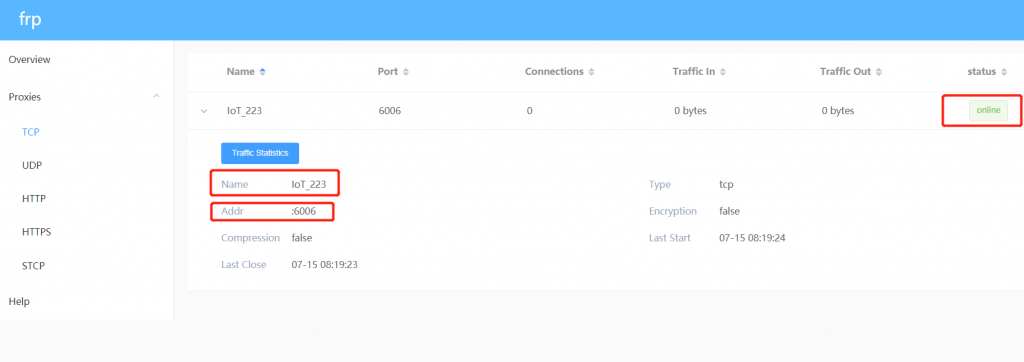 frp
Overview
Proxies
TCP
UDP
HTTP
HTTPS
STCP
Help
Name Port Connections Traffic In Traffic Out status
IoT_223 6006 0 0 bytes 0 bytes online
Traffic Statistics
Name IoT_223 Type tcp
Addr :6006 Encryption false
Compression false Last Start 07-15 08:19:24
Last Close 07-15 08:19:23